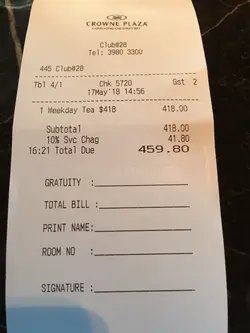 CROWNE PLAZA
Club@28
Tel: 3980 3300
445 Club@28
Tbl 4/1 Chk 5720 Gst 2
17May'18 14:56
1 Weekday Tea $418 418.00
Subtotal 418.00
10% Svc Chag 41.80
16:21 Total Due 459.80
GRATUITY :
TOTAL BILL :
PRINT NAME:
ROOM NO :
SIGNATURE :